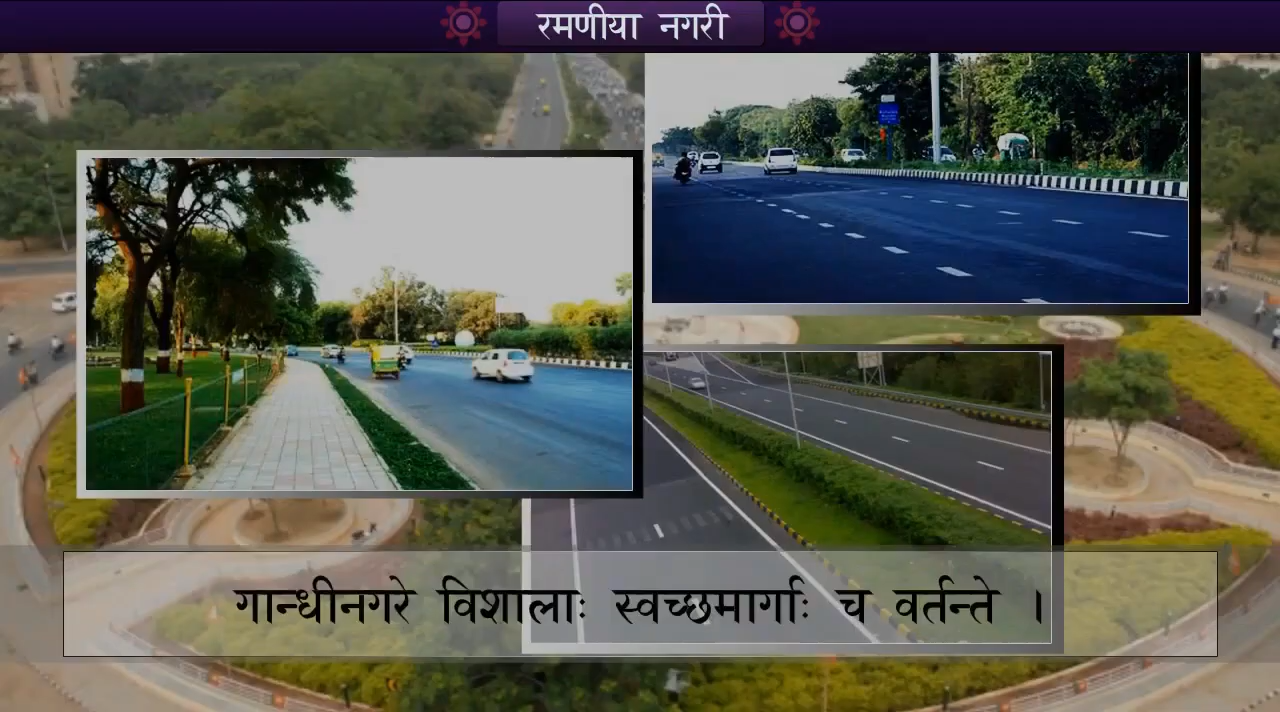 रमणीया नगरी
गान्धीनगरे विशालाः स्वच्छमार्गाः च वर्तन्ते ।